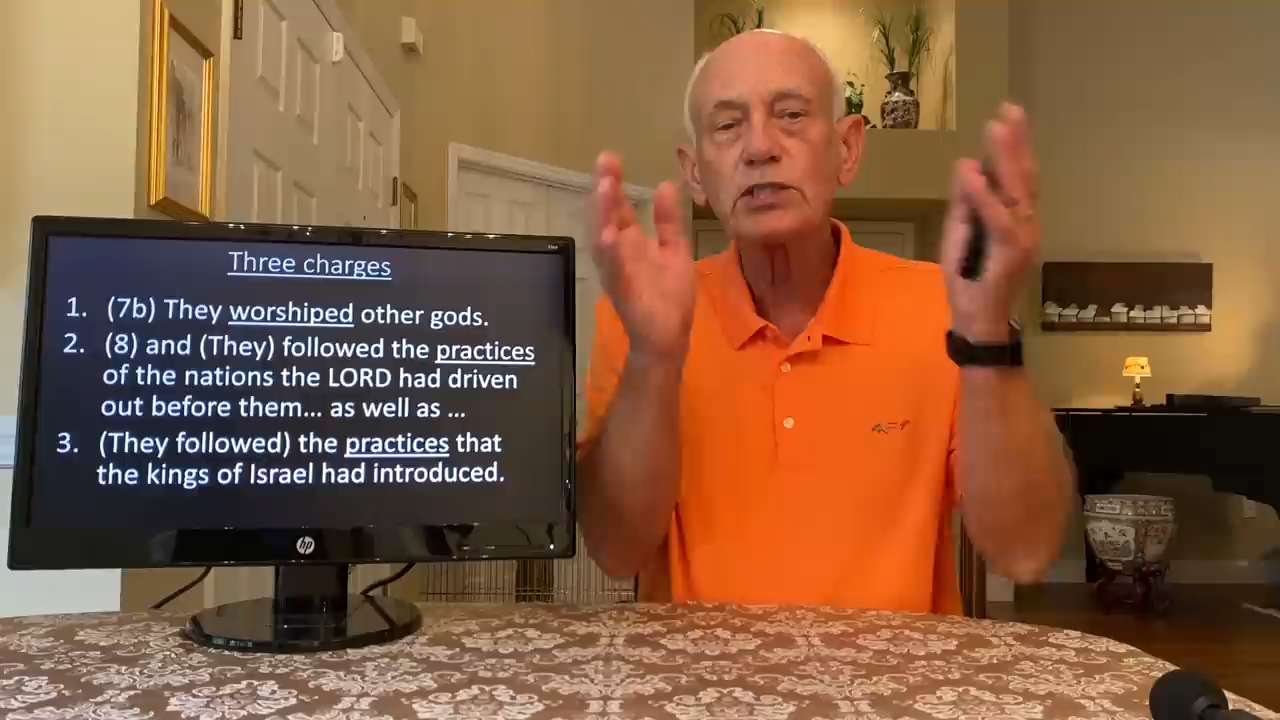 Three charges
1. (7b) They worshiped other gods.
2. (8) and (They) followed the practices
of the nations the LORD had driven
out before them... as well as ...
3. (They followed) the practices that
the kings of Israel had introduced.
hp